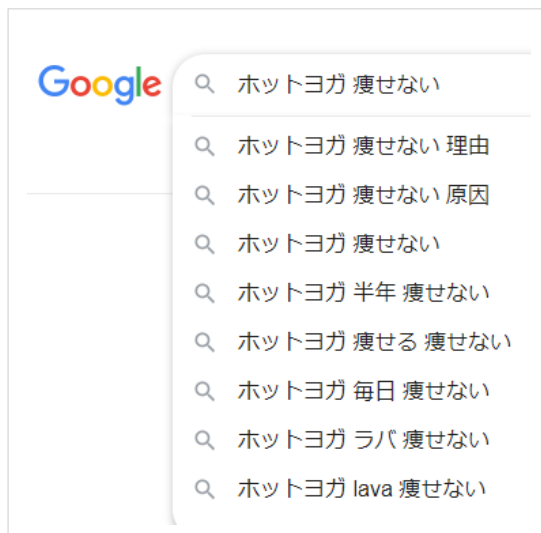 Google
ホットヨガ 痩せない
ホットヨガ 痩せない 理由
ホットヨガ 痩せない 原因
ホットヨガ 痩せない
ホットヨガ 半年 痩せない
ホットヨガ 痩せる 痩せない
ホットヨガ 毎日 痩せない
ホットヨガ ラバ 痩せない
ホットヨガ lava 痩せない